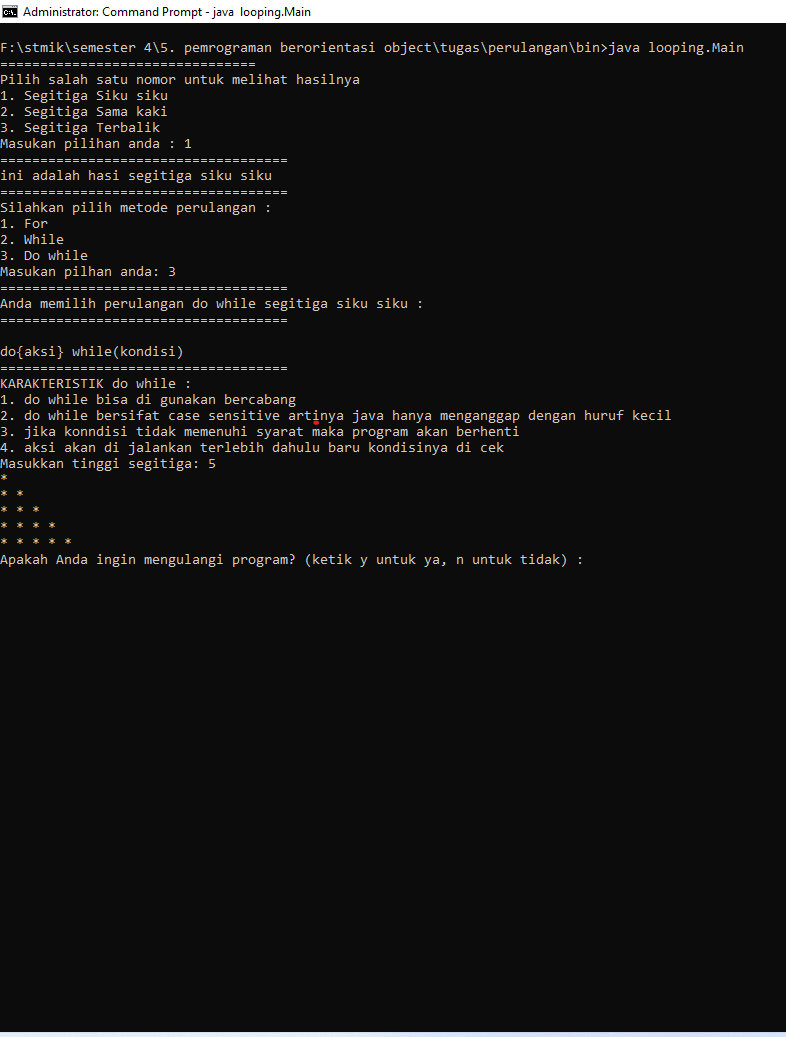 Administrator: Command Prompt - java  looping.Main
F:\stmik\semester 4\5. pemrograman berorientasi object\tugas\perulangan\bin>java looping.Main
================================
Pilih salah satu nomor untuk melihat hasilnya
1. Segitiga Siku siku
2. Segitiga Sama kaki
3. Segitiga Terbalik
Masukan pilihan anda : 1
====================================
ini adalah hasi segitiga siku siku
====================================
Silahkan pilih metode perulangan :
1. For
2. While
3. Do while
Masukan pilhan anda: 3
====================================
Anda memilih perulangan do while segitiga siku siku :
====================================
do{aksi} while(kondisi)
====================================
KARAKTERISTIK do while :
1. do while bisa di gunakan bercabang
2. do while bersifat case sensitive artinya java hanya menganggap dengan huruf kecil
3. jika konndisi tidak memenuhi syarat maka program akan berhenti
4. aksi akan di jalankan terlebih dahulu baru kondisinya di cek
Masukkan tinggi segitiga: 5
*
* *
* * *
* * * *
* * * * *
Apakah Anda ingin mengulangi program? (ketik y untuk ya, n untuk tidak) :